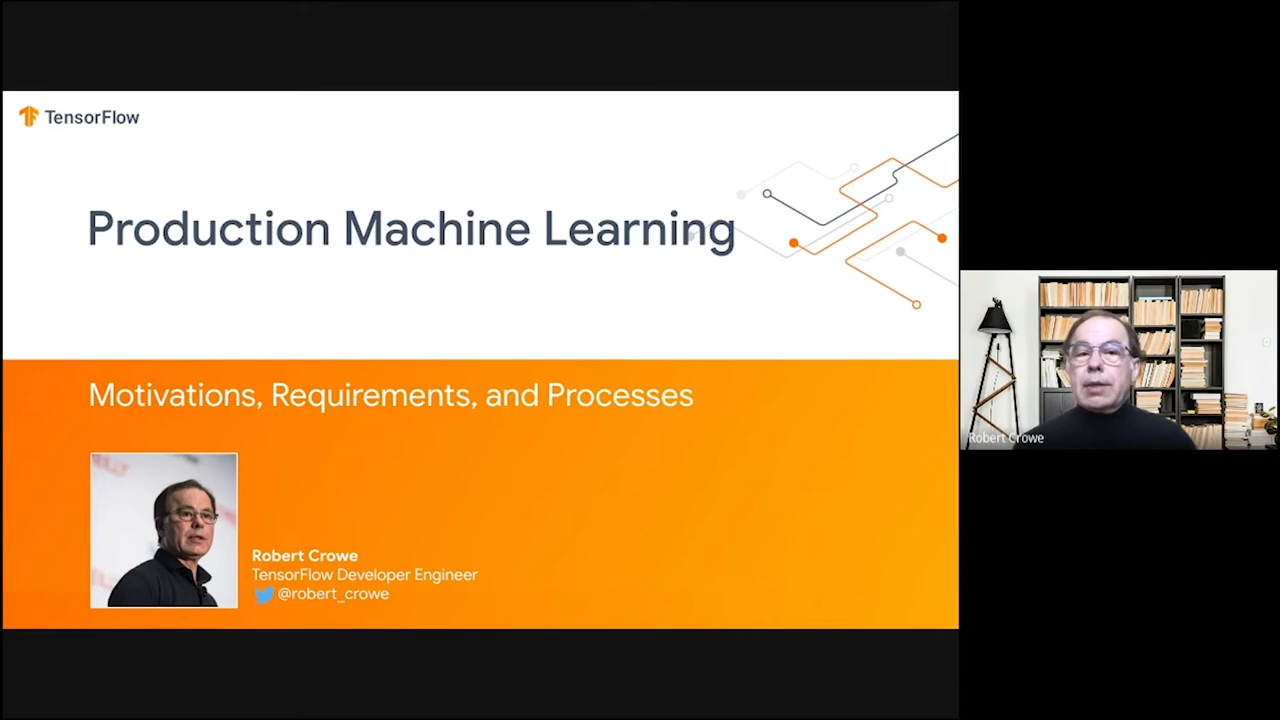 TensorFlow
Production Machine Learning
Motivations, Requirements, and Processes
Robert Crowe
TensorFlow Developer Engineer
@robert_crowe
Robert Crowe